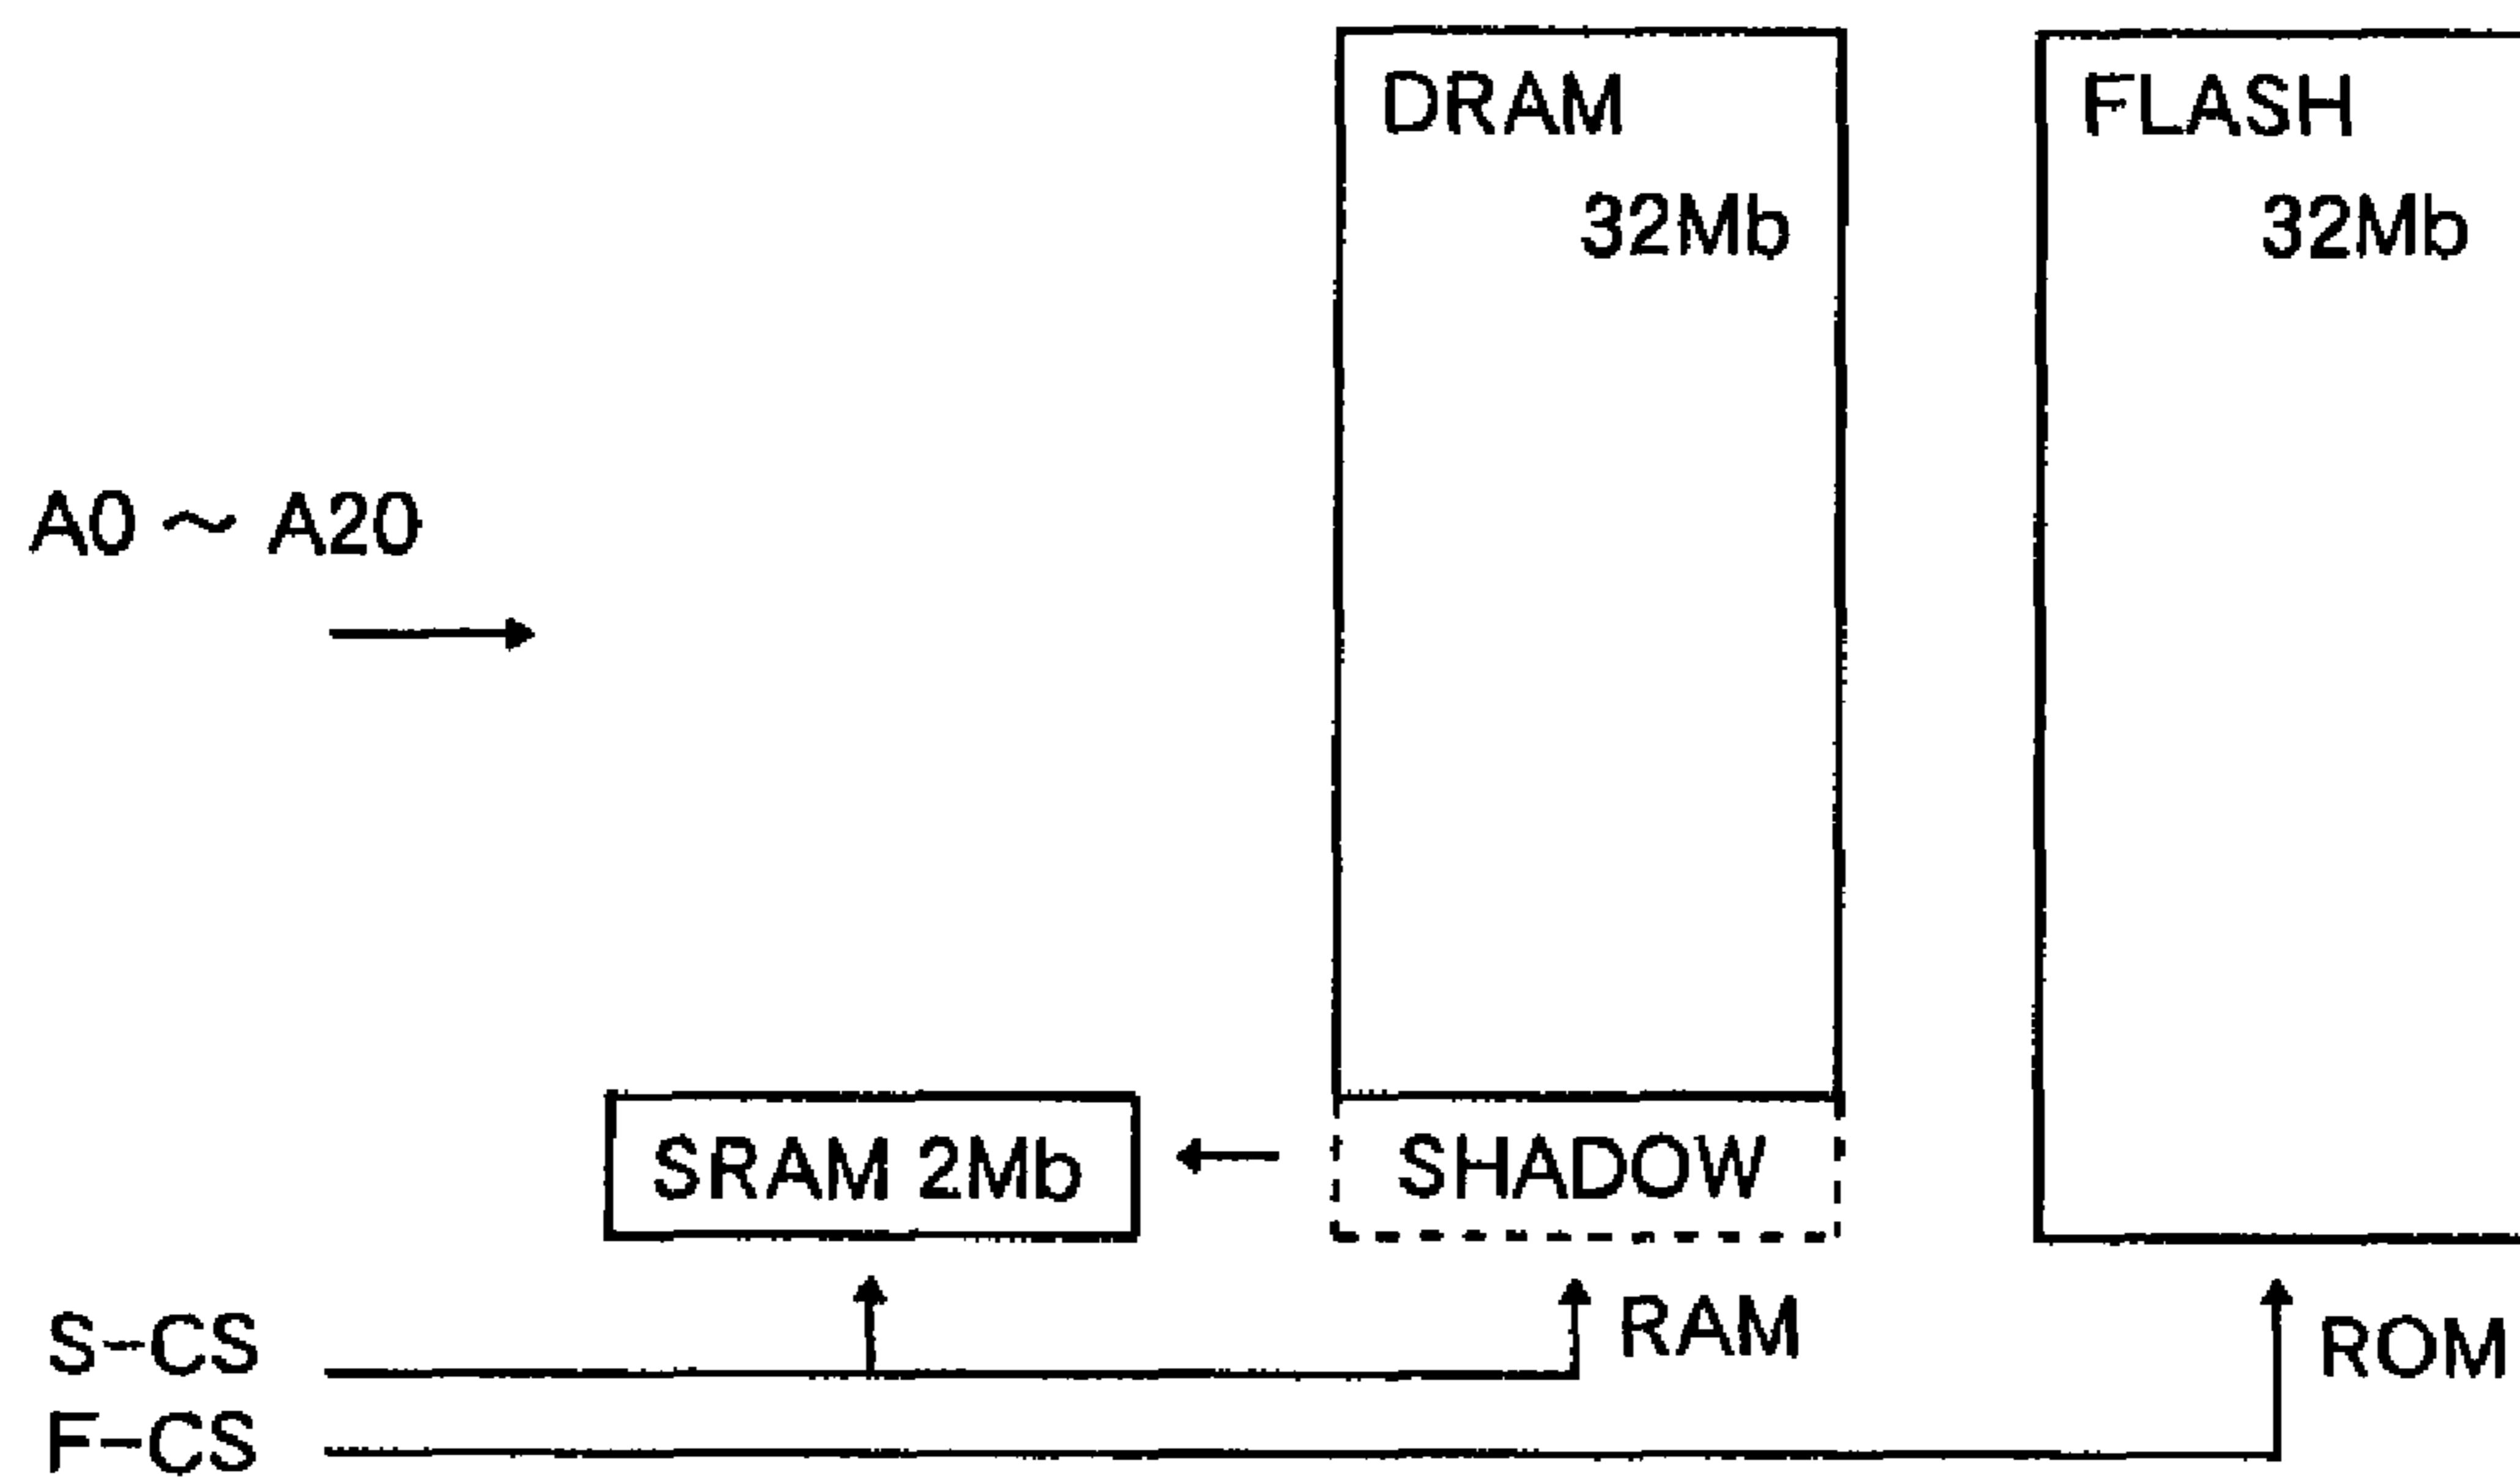 DRAM
32Mb
FLASH
32Mb
A0 ~ A20
SRAM 2Mb
SHADOW
S-CS
RAM
ROM
F-CS